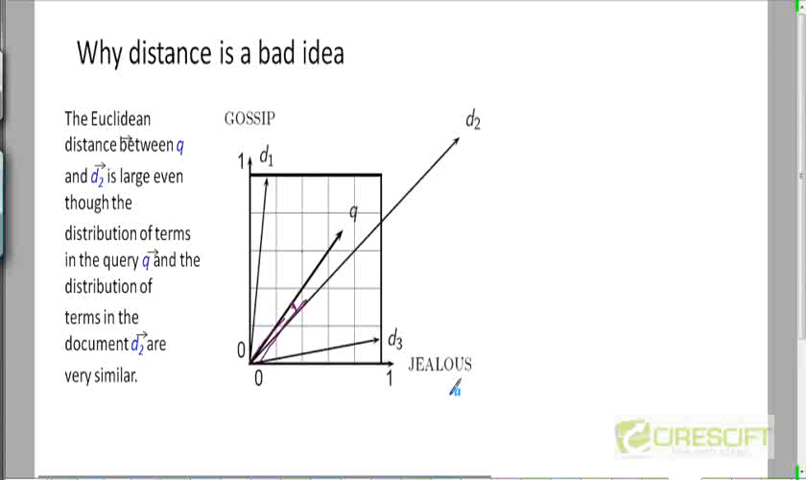 Why distance is a bad idea
The Euclidean
distance between q
and d2 is large even
though the
distribution of terms
in the query q and the
distribution of
terms in the
document d2 are
very similar.
GOSSIP
d2
1
d1
q
d3
0
JEALOUS
0
1
CIRESCIFT